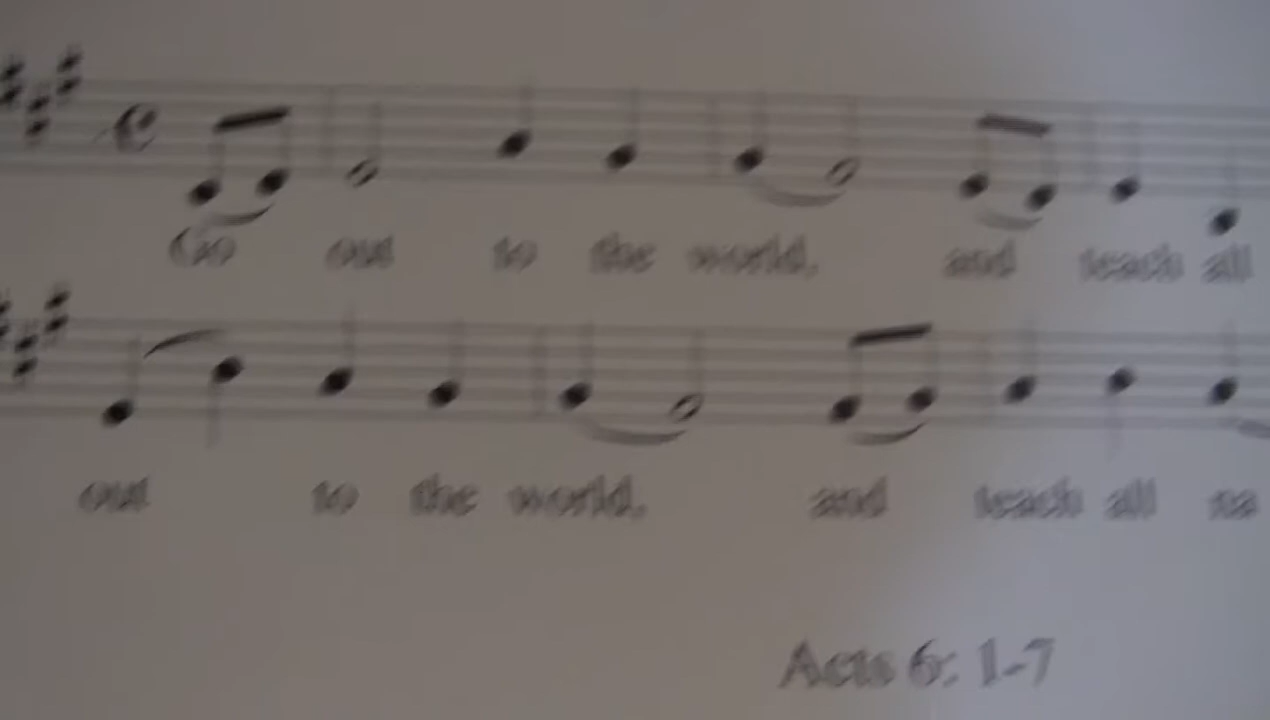 Go out to the world, and teach all
out to the world, and teach all na
Acts 6: 1-7